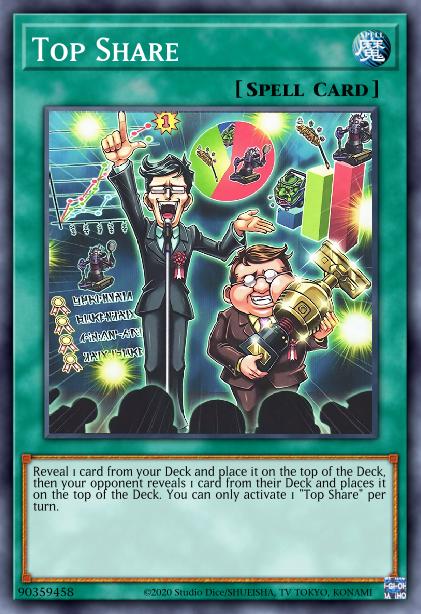 Top Share
SPELL
魔
[Spell Card]
1
Reveal 1 card from your Deck and place it on the top of the Deck,
then your opponent reveals 1 card from their Deck and places it
on the top of the Deck. You can only activate 1 "Top Share" per
turn.
90359458
©2020 Studio Dice/SHUEISHA, TV TOKYO, KONAMI